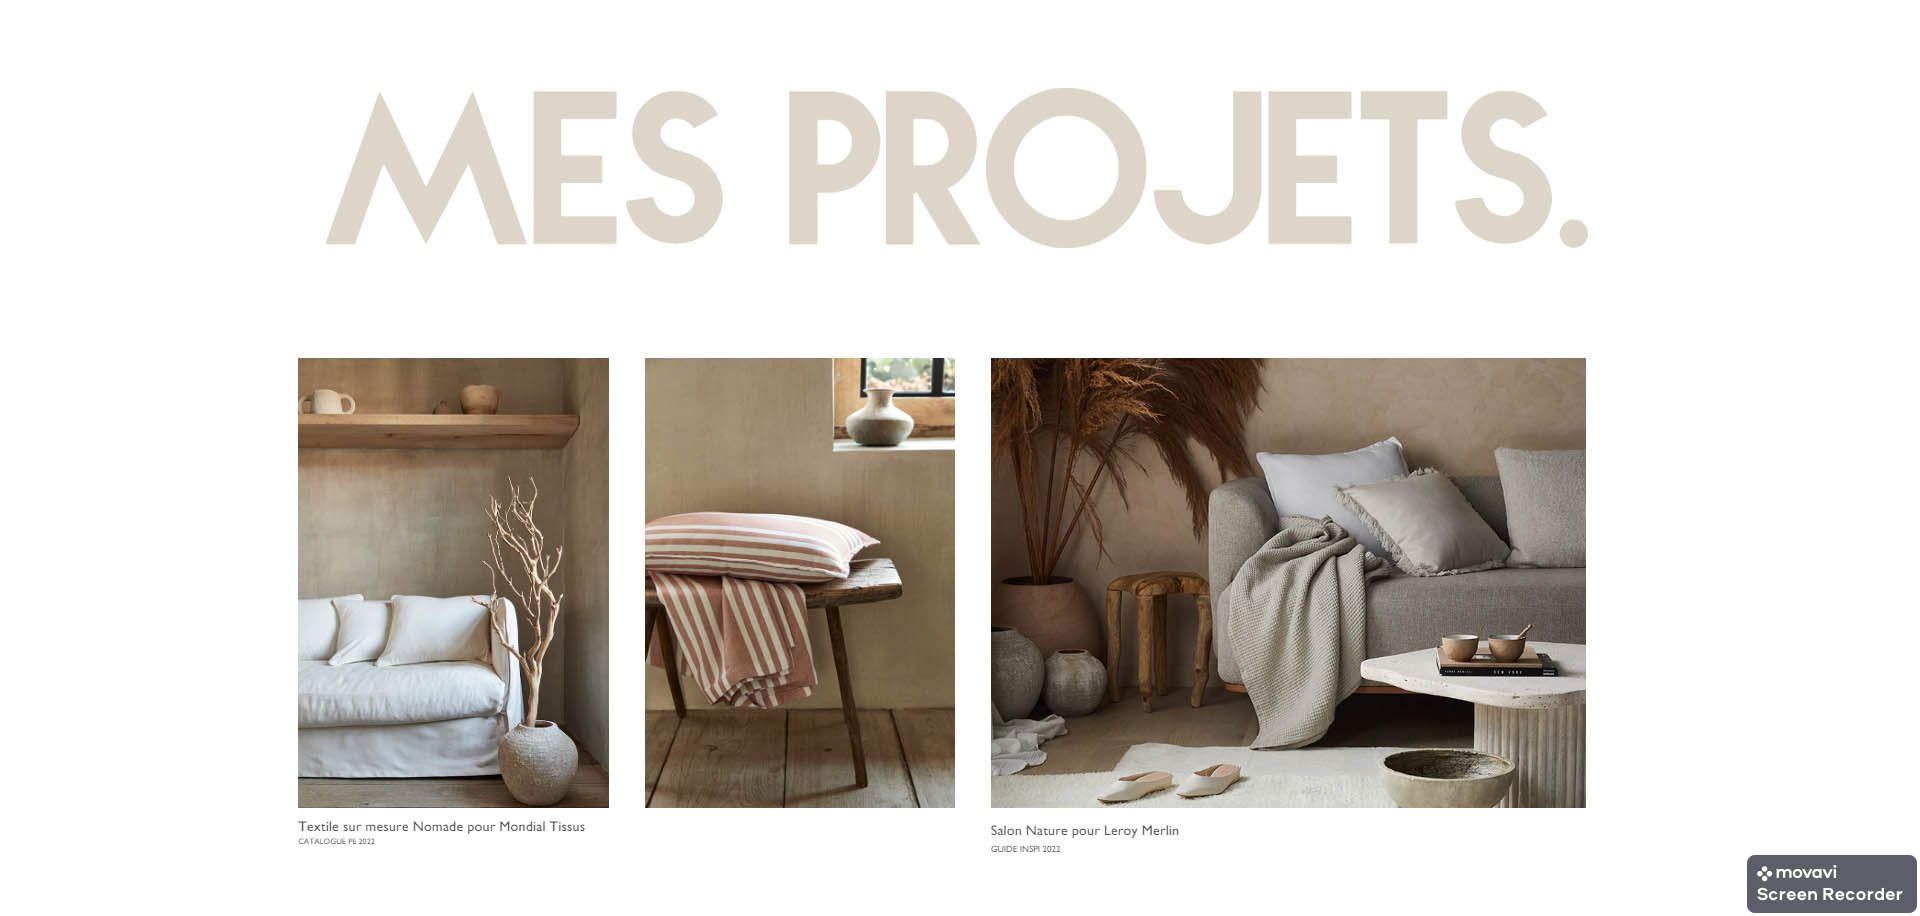 MES PROJETS.
NEW YORK
Textile sur mesure Nomade pour Mondial Tissus
CATALOGUE PE 2022
Salon Nature pour Leroy Merlin
GUIDE INSPI 2022
movavi
Screen Recorder